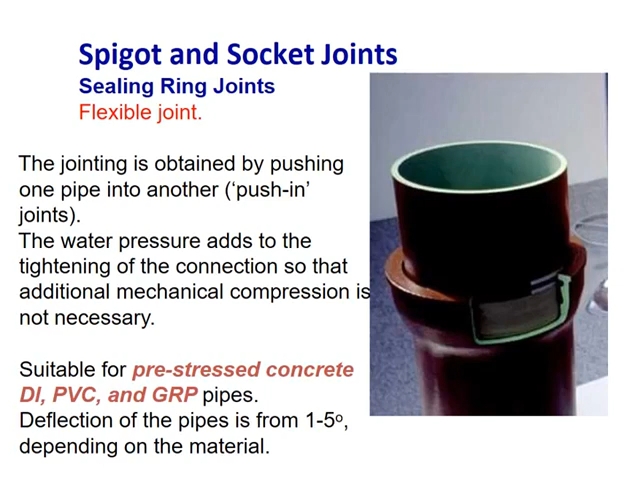 Spigot and Socket Joints
Sealing Ring Joints
Flexible joint.
The jointing is obtained by pushing
one pipe into another (‘push-in’
joints).
The water pressure adds to the
tightening of the connection so that
additional mechanical compression is
not necessary.
Suitable for pre-stressed concrete
DI, PVC, and GRP pipes.
Deflection of the pipes is from 1-5º,
depending on the material.